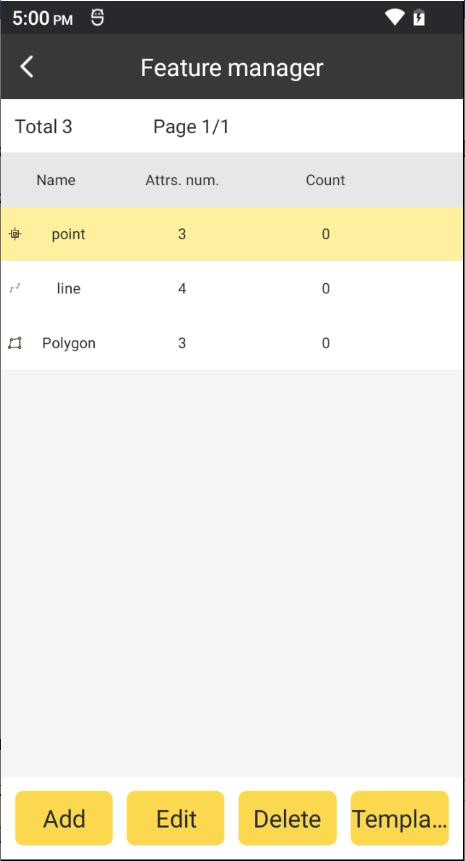 5:00 PM
Feature manager
Total 3 Page 1/1
Name Attrs. num. Count
point 3 0
line 4 0
Polygon 3 0
Add Edit Delete Templa...